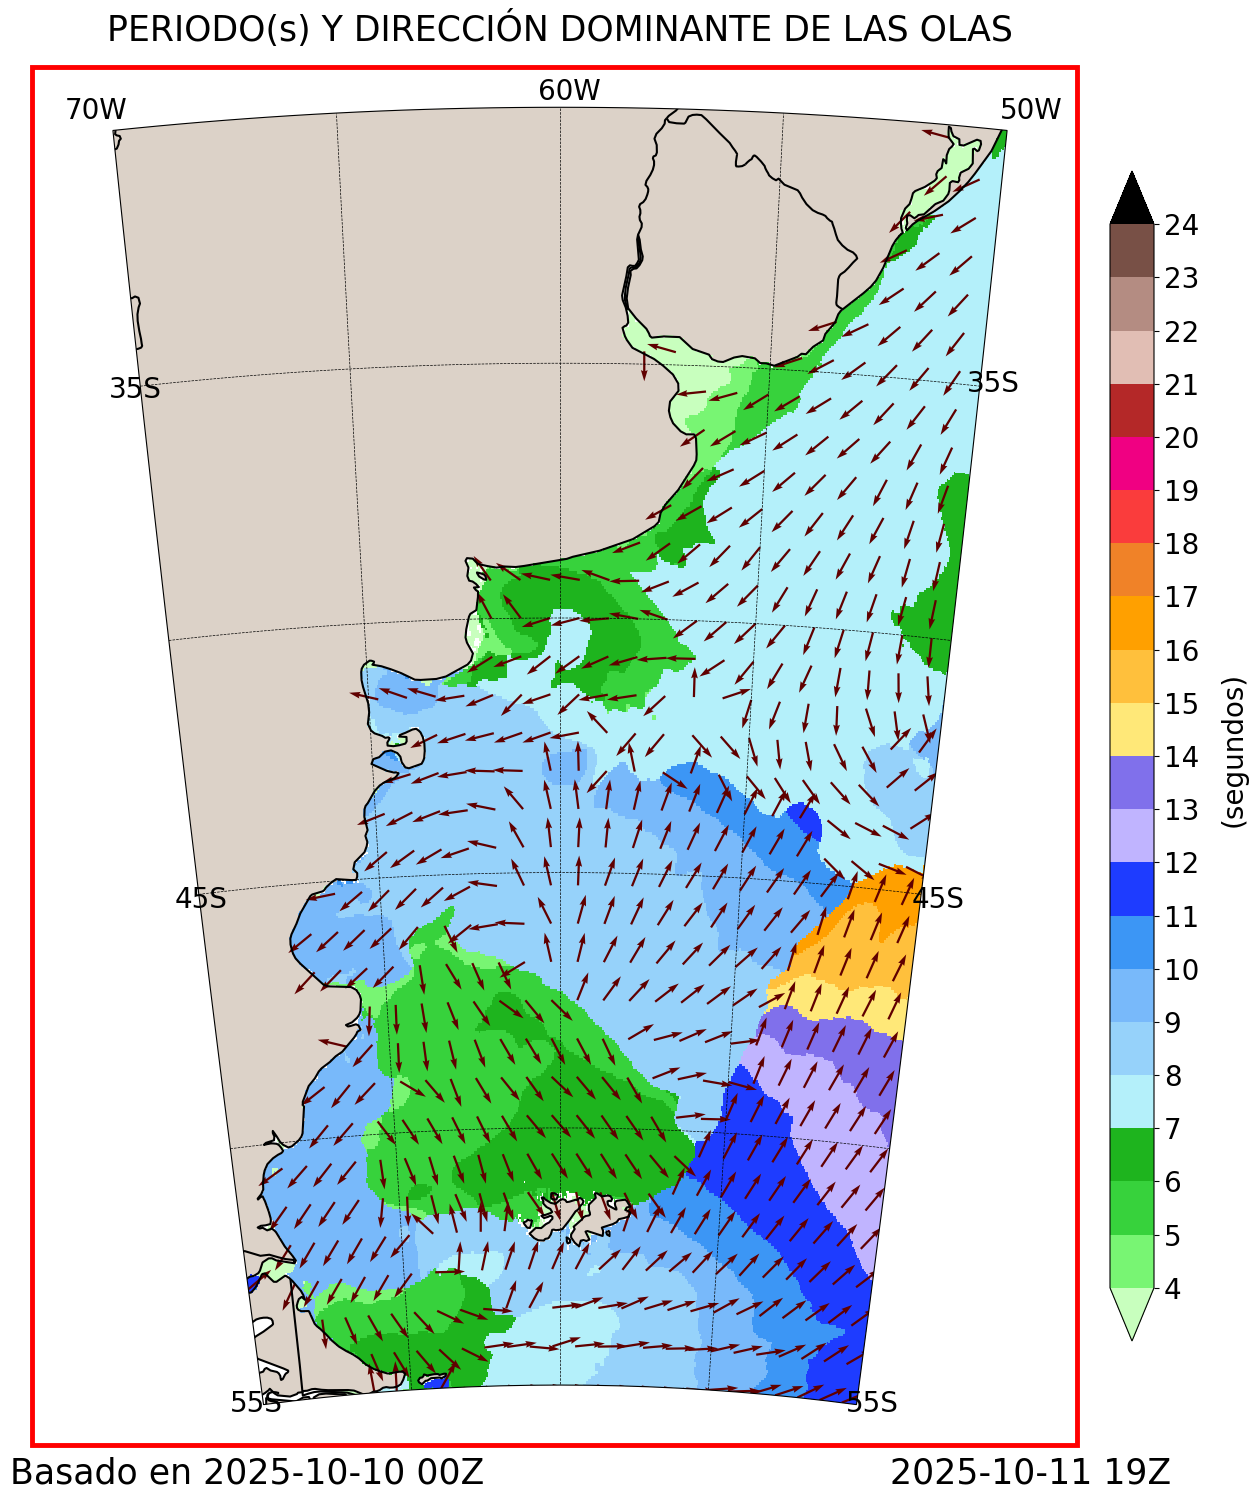 PERIODO(s) Y DIRECCIÓN DOMINANTE DE LAS OLAS
70W
60W
50W
35S
35S
45S
45S
55S
55S
24
23
22
21
20
19
18
17
16
15
14
13
12
11
10
9
8
7
6
5
4
(segundos)
Basado en 2025-10-10 00Z
2025-10-11 19Z